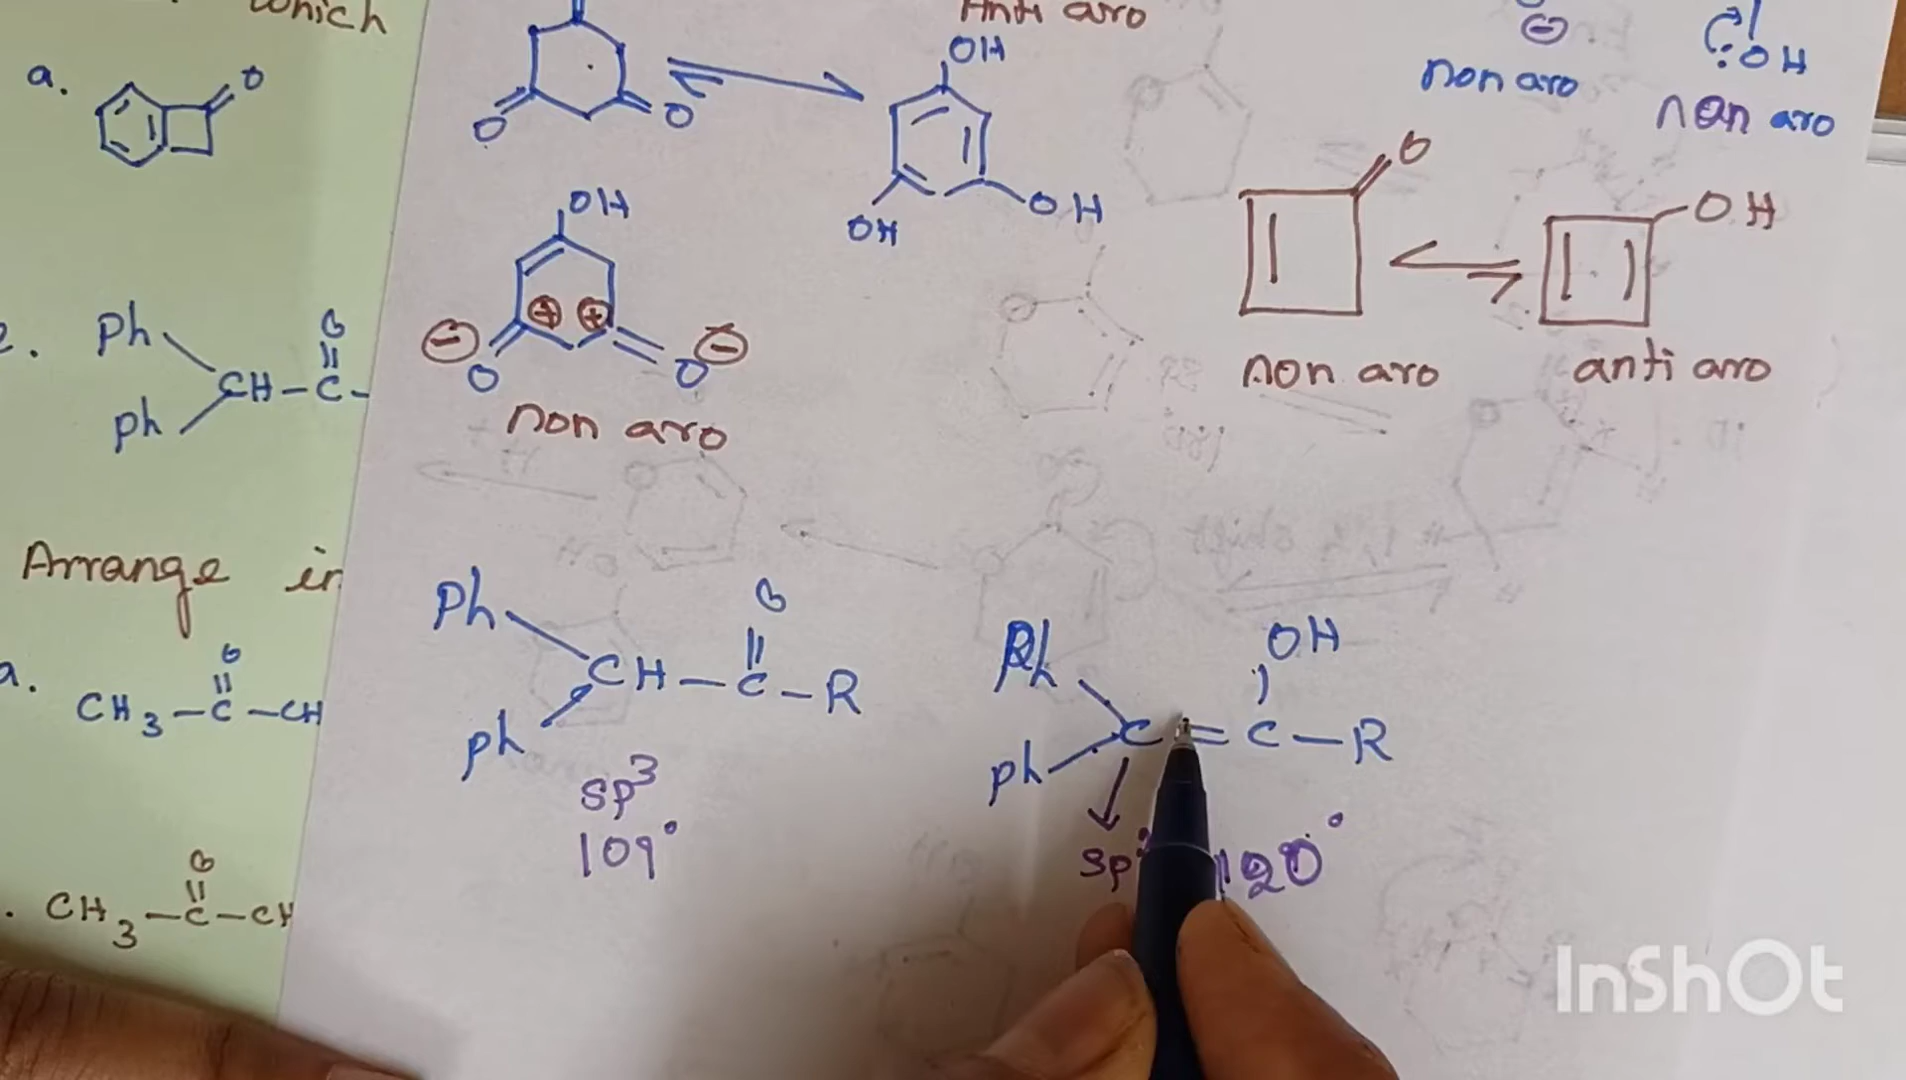 which
a.
O
Ph
O
CH-C-
ph
Arrange in
a.
O
CH3-C-CH
O
CH3-C-CH
Anti aro
O
O
OH
OH
OH
OH
O
O
non aro
non aro
OH
non aro
O
non aro
OH
anti aro
Ph
O
CH-C-R
ph
sp3
109°
Ph
OH
C=C-R
ph
sp
120°
InShOt